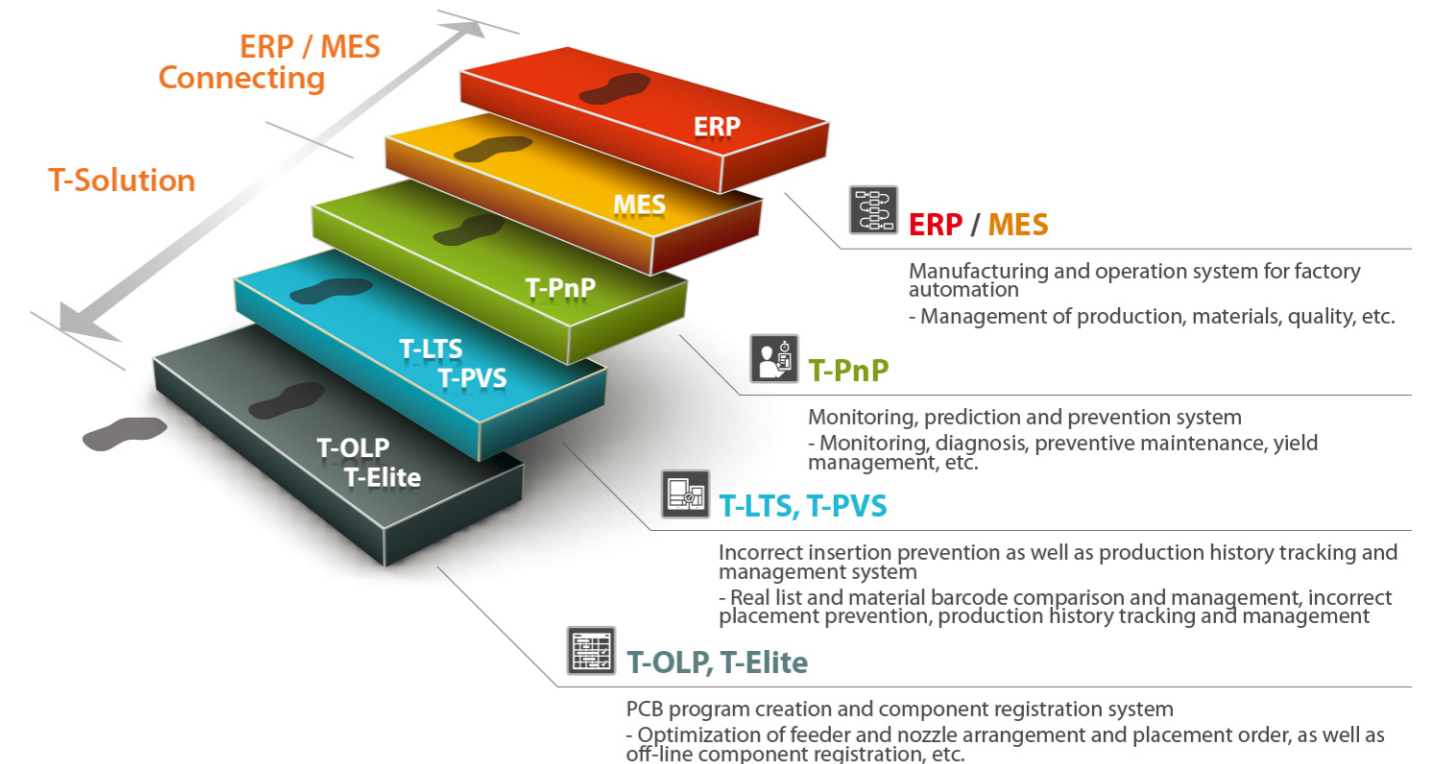 ERP / MES
Connecting
T-Solution
ERP
MES
T-PnP
T-LTS
T-PVS
T-OLP
T-Elite
ERP / MES
Manufacturing and operation system for factory
automation
- Management of production, materials, quality, etc.
T-PnP
Monitoring, prediction and prevention system
- Monitoring, diagnosis, preventive maintenance, yield
management, etc.
T-LTS, T-PVS
Incorrect insertion prevention as well as production history tracking and
management system
- Real list and material barcode comparison and management, incorrect
placement prevention, production history tracking and management
T-OLP, T-Elite
PCB program creation and component registration system
- Optimization of feeder and nozzle arrangement and placement order, as well as
off-line component registration, etc.